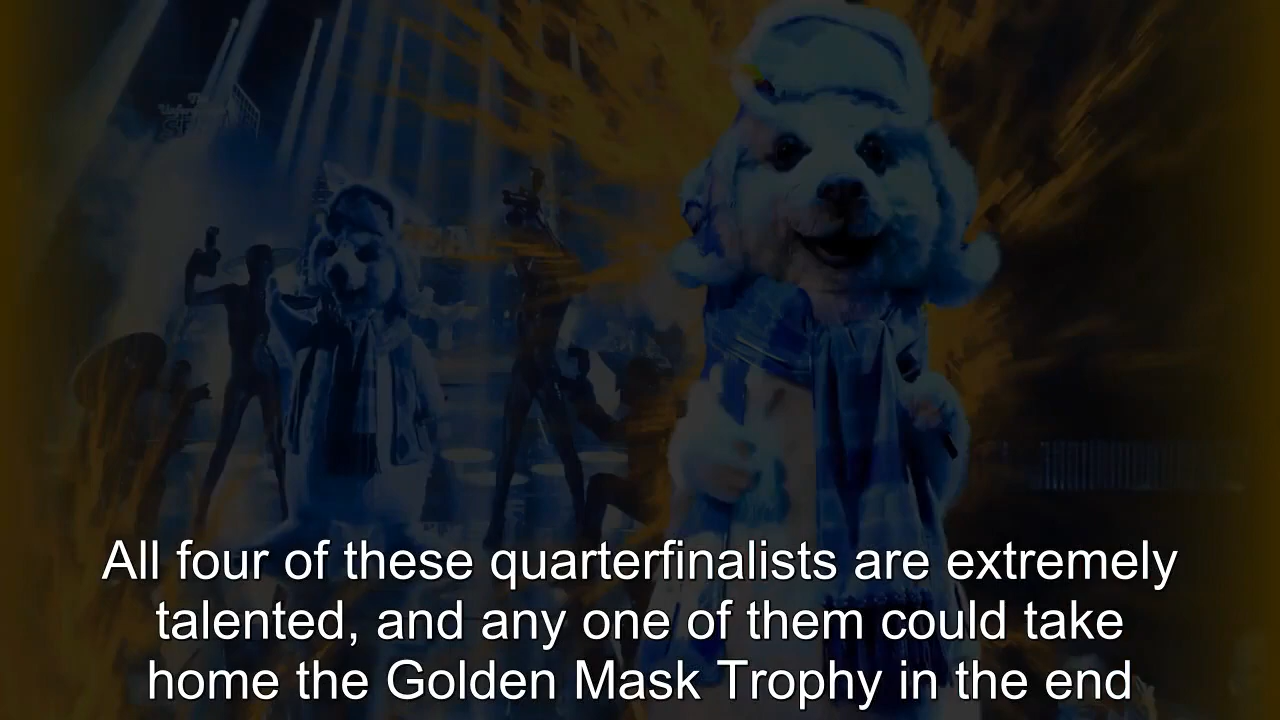 All four of these quarterfinalists are extremely
talented, and any one of them could take
home the Golden Mask Trophy in the end